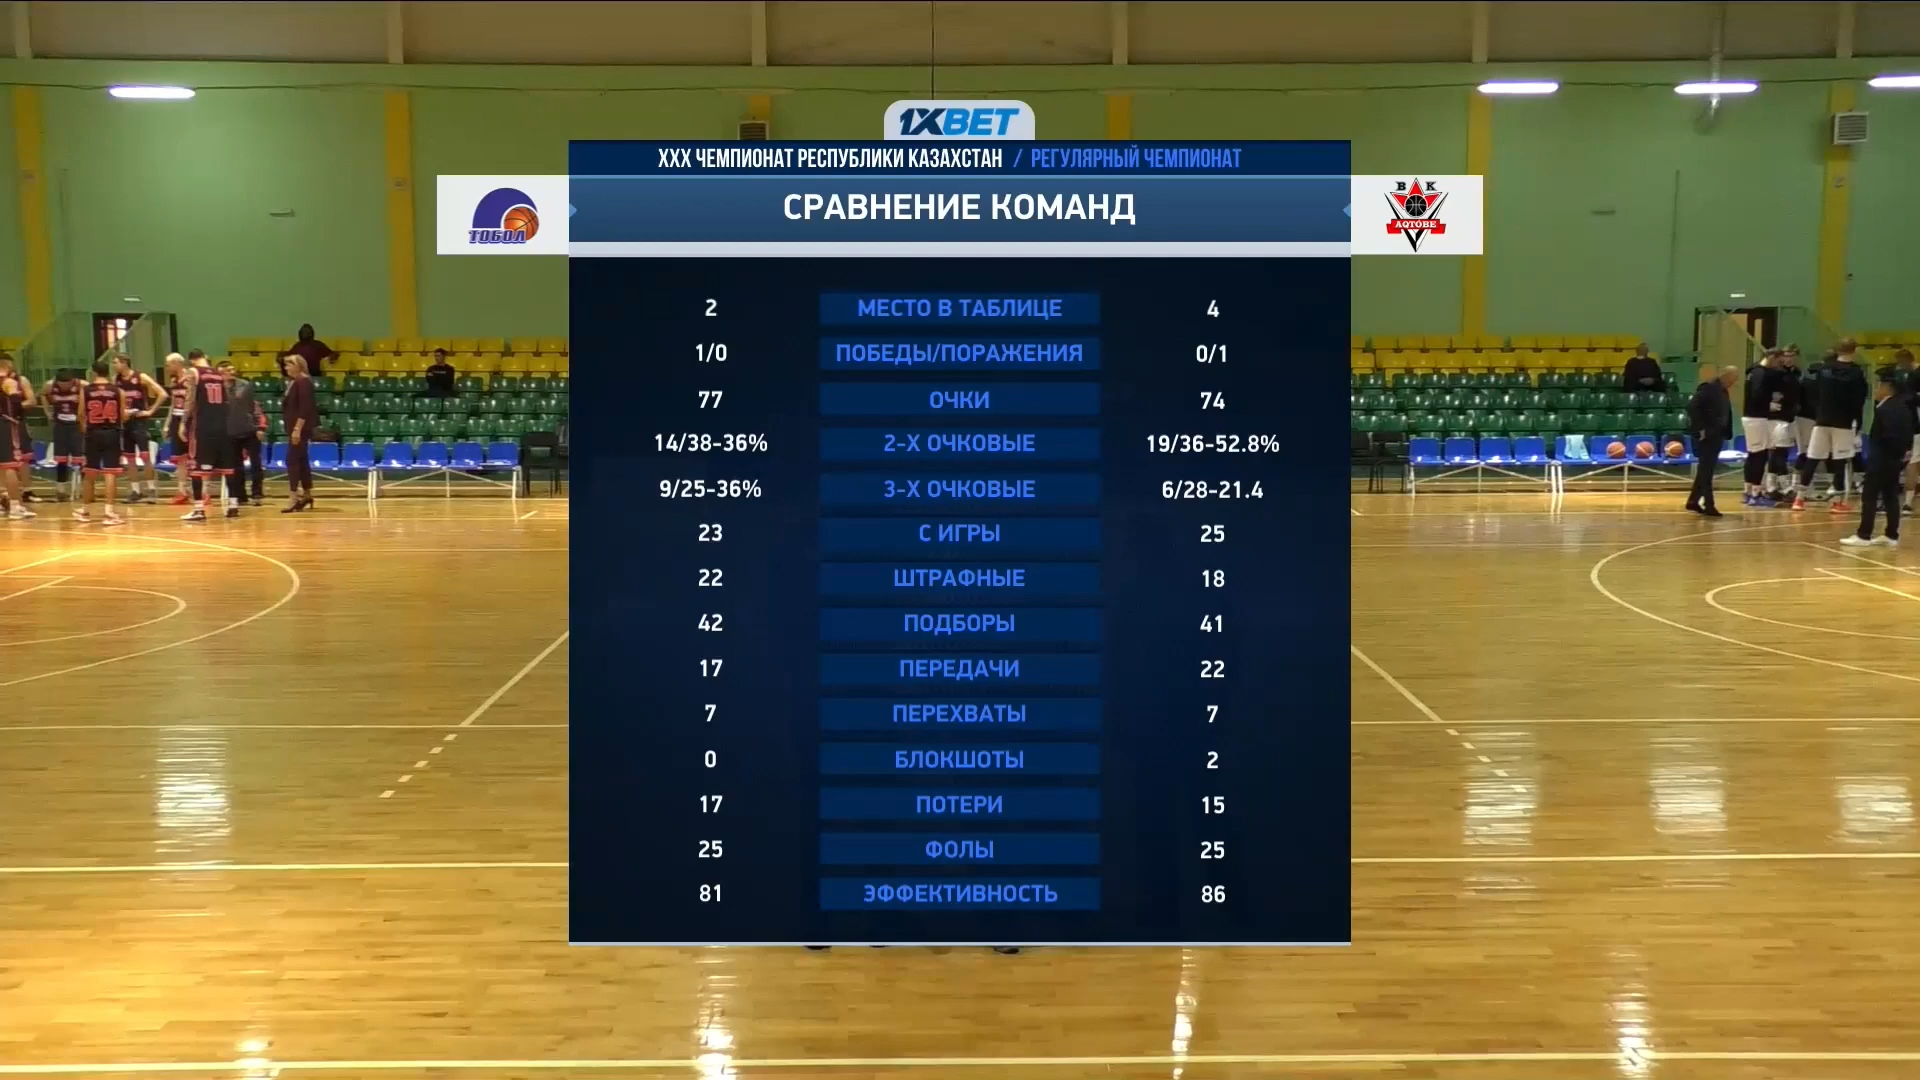 1XBET
XXX ЧЕМПИОНАТ РЕСПУБЛИКИ КАЗАХСТАН / РЕГУЛЯРНЫЙ ЧЕМПИОНАТ
ТОБОЛ
СРАВНЕНИЕ КОМАНД
B K
AQTOBE
2 МЕСТО В ТАБЛИЦЕ 4
1/0 ПОБЕДЫ/ПОРАЖЕНИЯ 0/1
77 ОЧКИ 74
14/38-36% 2-Х ОЧКОВЫЕ 19/36-52.8%
9/25-36% 3-Х ОЧКОВЫЕ 6/28-21.4
23 С ИГРЫ 25
22 ШТРАФНЫЕ 18
42 ПОДБОРЫ 41
17 ПЕРЕДАЧИ 22
7 ПЕРЕХВАТЫ 7
0 БЛОКШОТЫ 2
17 ПОТЕРИ 15
25 ФОЛЫ 25
81 ЭФФЕКТИВНОСТЬ 86
24
11